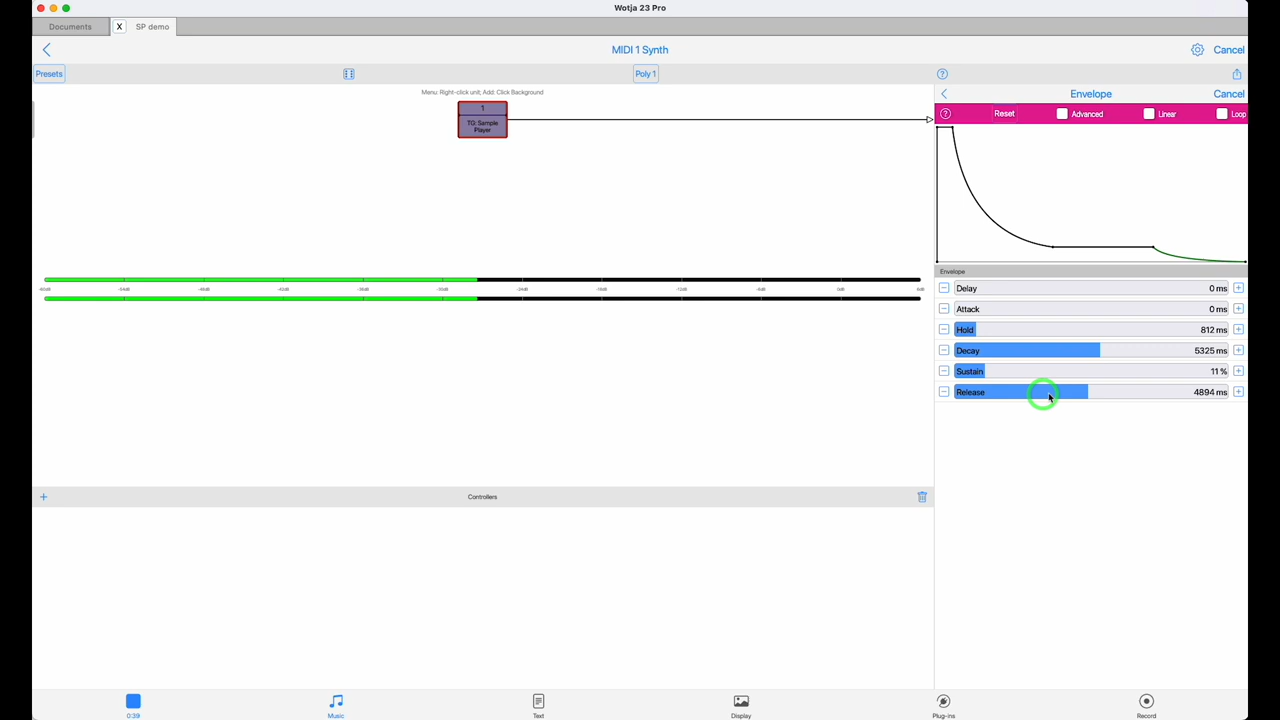 Wotja 23 Pro
Documents
X
SP demo
MIDI 1 Synth
Cancel
Presets
Poly 1
?
Menu: Right-click unit; Add: Click Background
1
TG: Sample
Player
Envelope
Cancel
?
Reset
Advanced
Linear
Loop
Envelope
Delay 0 ms
Attack 0 ms
Hold 812 ms
Decay 5325 ms
Sustain 11 %
Release 4894 ms
Controllers
0:39
Music
Text
Display
Plug-ins
Record